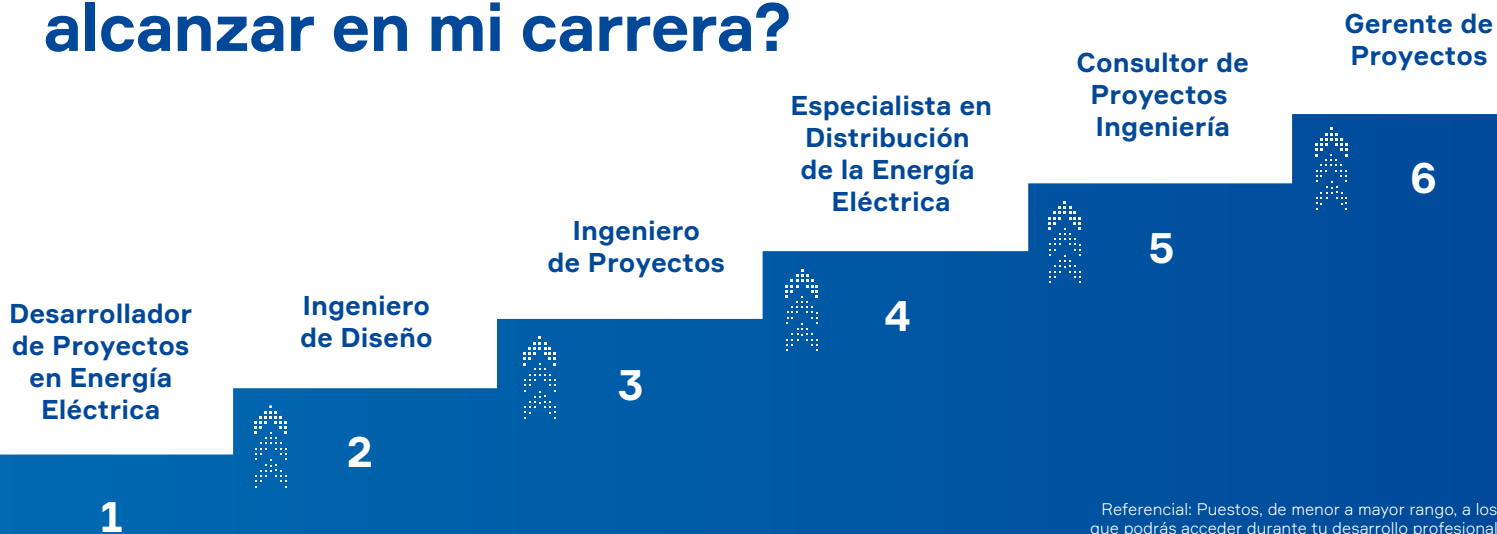 alcanzar en mi carrera?
Desarrollador
de Proyectos
en Energía
Eléctrica
1
Ingeniero
de Diseño
2
Ingeniero
de Proyectos
3
Especialista en
Distribución
de la Energía
Eléctrica
4
Consultor de
Proyectos
Ingeniería
5
Gerente de
Proyectos
6
Referencial: Puestos, de menor a mayor rango, a los
que podrás acceder durante tu desarrollo profesional